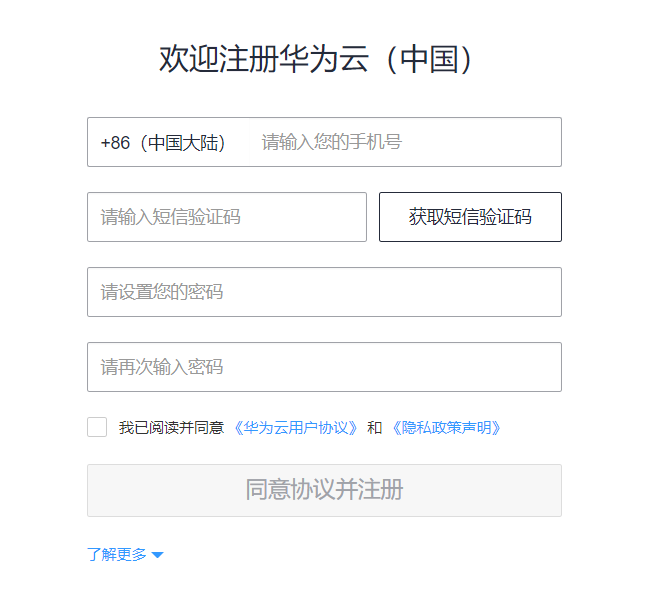 欢迎注册华为云（中国）
+86（中国大陆） 请输入您的手机号
请输入短信验证码 获取短信验证码
请设置您的密码
请再次输入密码
我已阅读并同意《华为云用户协议》和《隐私政策声明》
同意协议并注册
了解更多